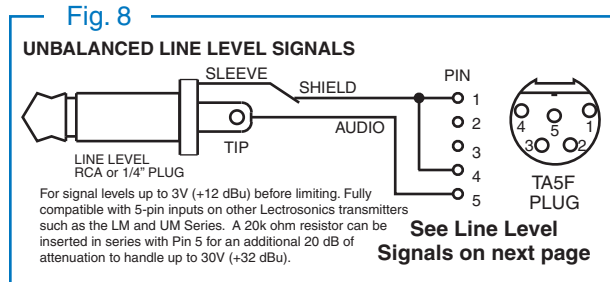 Fig. 8
UNBALANCED LINE LEVEL SIGNALS
SLEEVE
SHIELD
PIN
1
2
3
4
5
AUDIO
TIP
LINE LEVEL
RCA or 1/4” PLUG
4
5
1
3
2
TA5F
PLUG
For signal levels up to 3V (+12 dBu) before limiting. Fully
compatible with 5-pin inputs on other Lectrosonics transmitters
such as the LM and UM Series. A 20k ohm resistor can be
inserted in series with Pin 5 for an additional 20 dB of
attenuation to handle up to 30V (+32 dBu).
See Line Level
Signals on next page